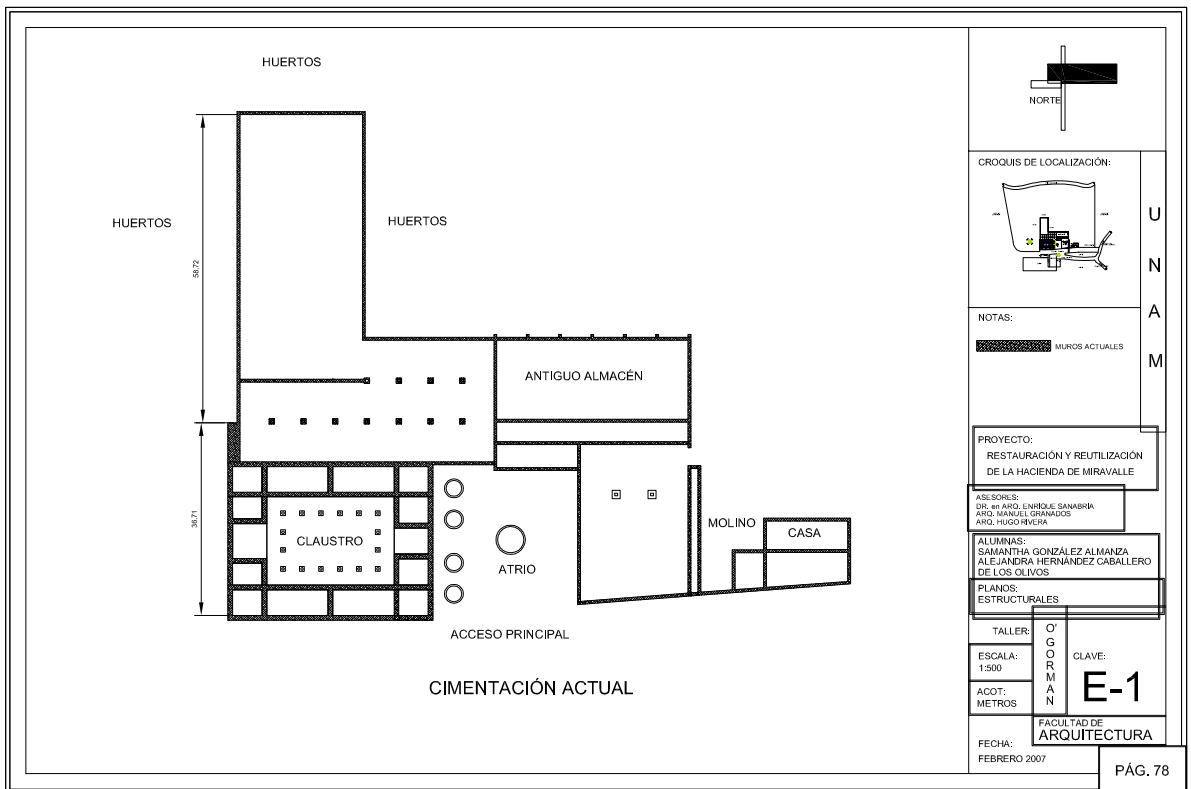 HUERTOS
HUERTOS
HUERTOS
58,72
36,71
ANTIGUO ALMACÉN
CLAUSTRO
ATRIO
MOLINO
CASA
ACCESO PRINCIPAL
CIMENTACIÓN ACTUAL
NORTE
CROQUIS DE LOCALIZACIÓN:
U
N
A
M
NOTAS:
MUROS ACTUALES
PROYECTO:
RESTAURACIÓN Y REUTILIZACIÓN
DE LA HACIENDA DE MIRAVALLE
ASESORES:
DR. en ARQ. ENRIQUE SANABRIA
ARQ. MANUEL GRANADOS
ARQ. HUGO RIVERA
ALUMNAS:
SAMANTHA GONZÁLEZ ALMANZA
ALEJANDRA HERNÁNDEZ CABALLERO
DE LOS OLIVOS
PLANOS:
ESTRUCTURALES
TALLER:
O'
G
O
R
M
A
N
ESCALA:
1:500
ACOT:
METROS
CLAVE:
E-1
FACULTAD DE
ARQUITECTURA
FECHA:
FEBRERO 2007
PÁG. 78